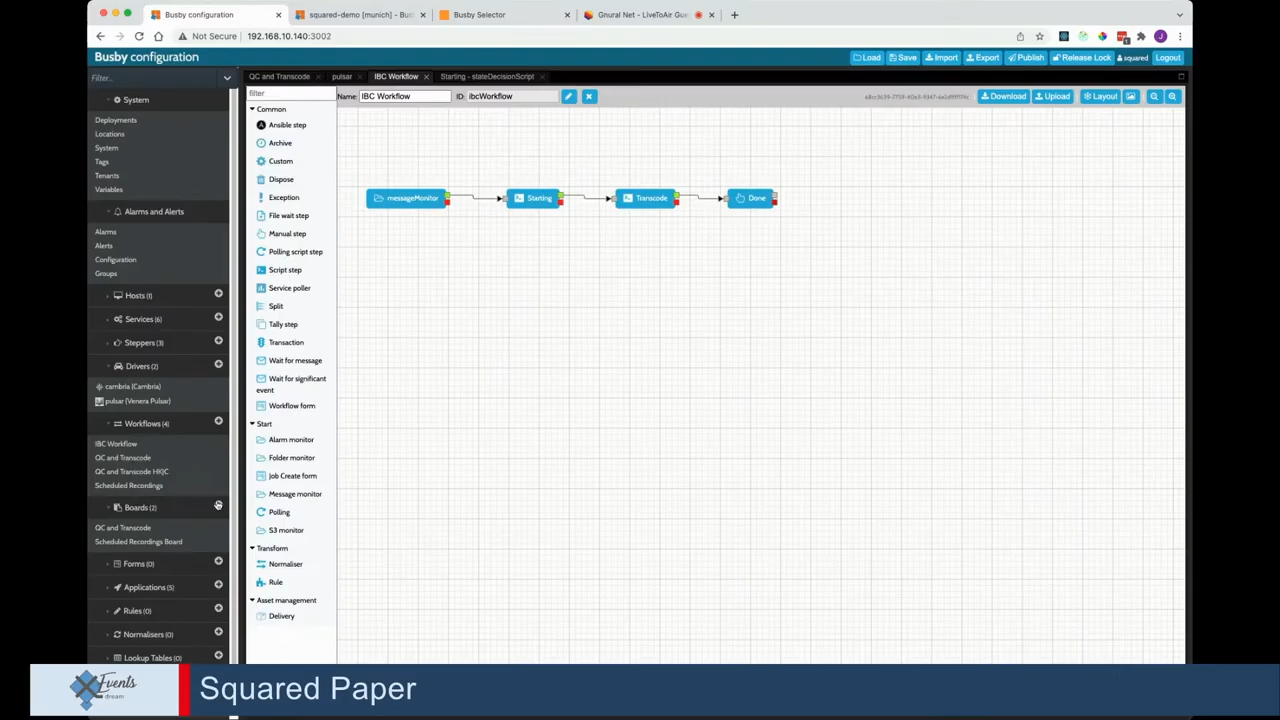 Busby configuration
squared-demo [munich] - Bus
Busby Selector
Gnural Net - LiveToAir Gue
Not Secure
192.168.10.140:3002
Busby configuration
Load
Save
Import
Export
Publish
Release Lock
squared
Logout
Filter...
QC and Transcode
pulsar
IBC Workflow
Starting - stateDecisionScript
filter
Name:
IBC Workflow
ID:
ibcWorkflow
Download
Upload
Layout
System
Deployments
Locations
System
Tags
Tenants
Variables
Alarms and Alerts
Alarms
Alerts
Configuration
Groups
Hosts (1)
Services (6)
Steppers (3)
Drivers (2)
cambria (Cambria)
pulsar (Venera Pulsar)
Workflows (4)
IBC Workflow
QC and Transcode
QC and Transcode HKJC
Scheduled Recordings
Boards (2)
QC and Transcode
Scheduled Recordings Board
Forms (0)
Applications (5)
Rules (0)
Normalisers (0)
Lookup Tables (0)
Common
Ansible step
Archive
Custom
Dispose
Exception
File wait step
Manual step
Polling script step
Script step
Service poller
Split
Tally step
Transaction
Wait for message
Wait for significant
event
Workflow form
Start
Alarm monitor
Folder monitor
Job Create form
Message monitor
Polling
S3 monitor
Transform
Normaliser
Rule
Asset management
Delivery
messageMonitor
Starting
Transcode
Done
Events
dream
Squared Paper